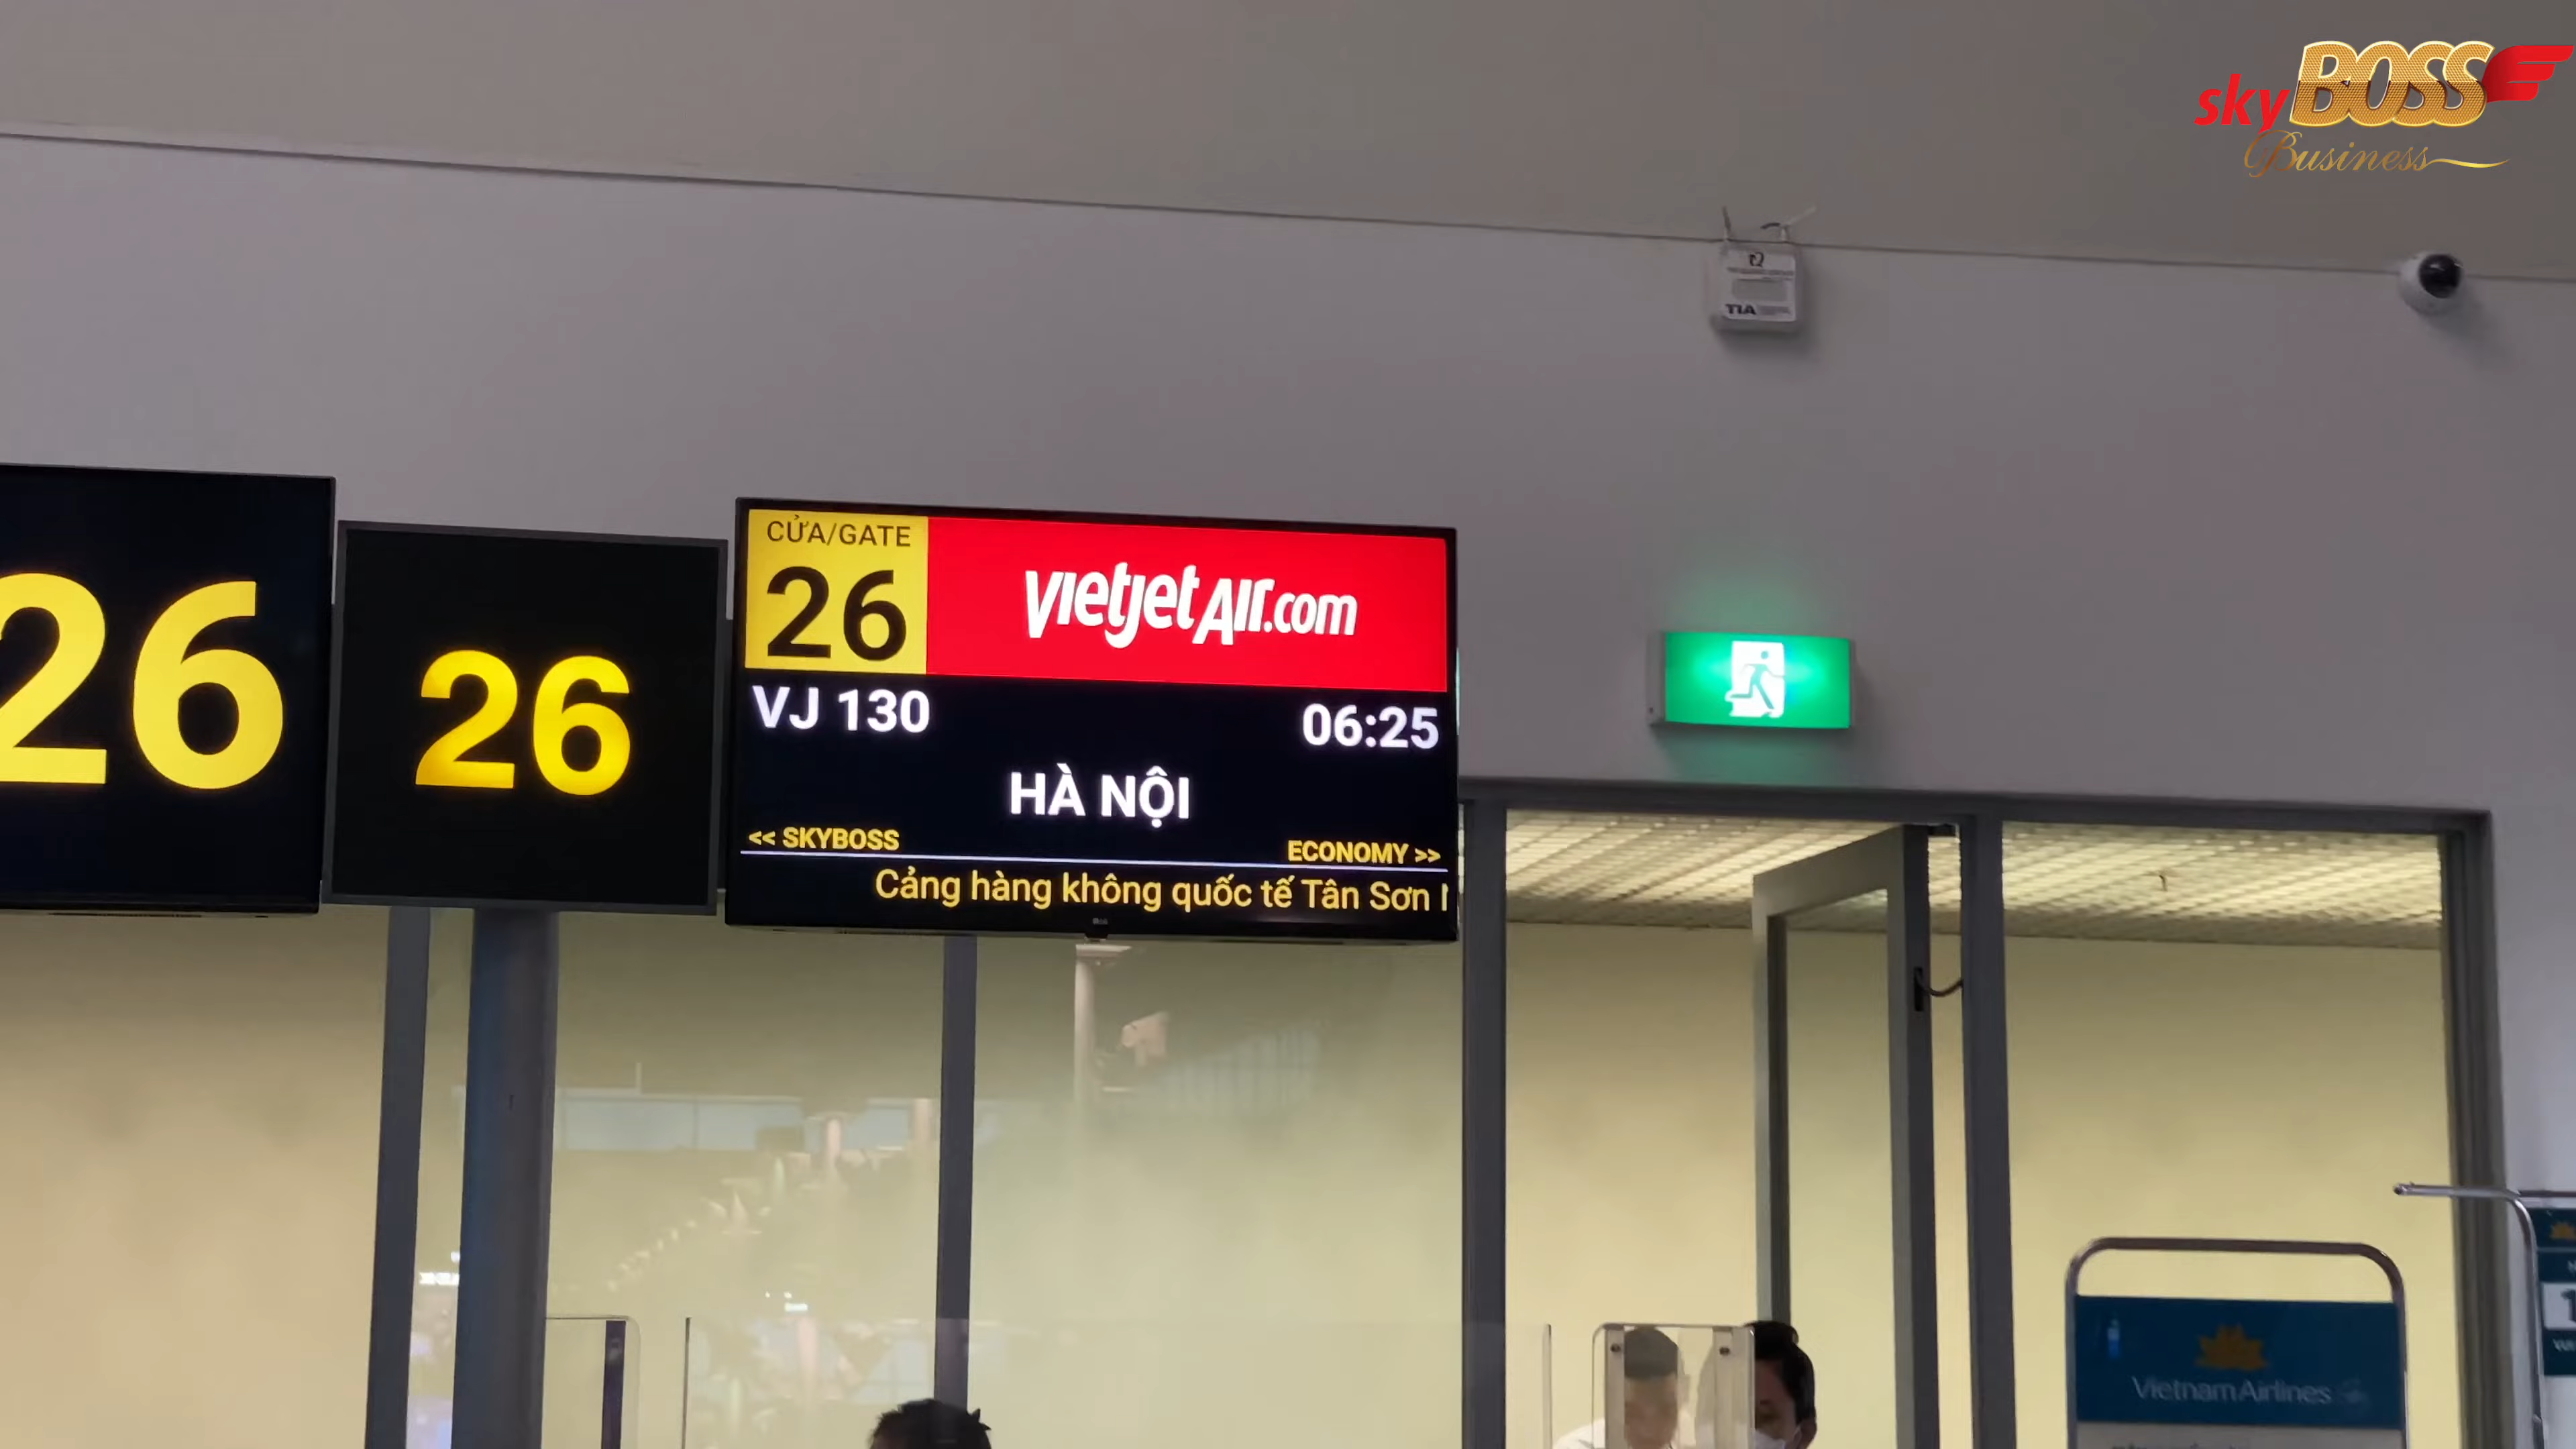 skyBOSS
Business
TIA
26
26
CỬA/GATE
26
vietjetAir.com
VJ 130
06:25
HÀ NỘI
<< SKYBOSS
ECONOMY >>
Cảng hàng không quốc tế Tân Sơn
Vietnam Airlines